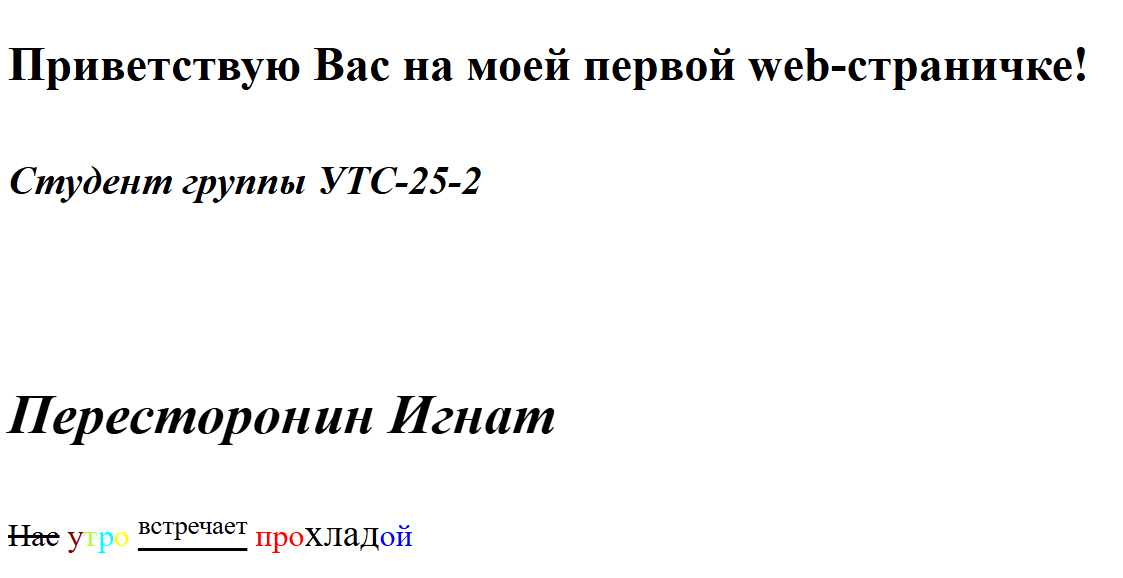 Приветствую Вас на моей первой web-страничке!
Студент группы УТС-25-2
Пересторонин Игнат
Нас утро встречает прохладой